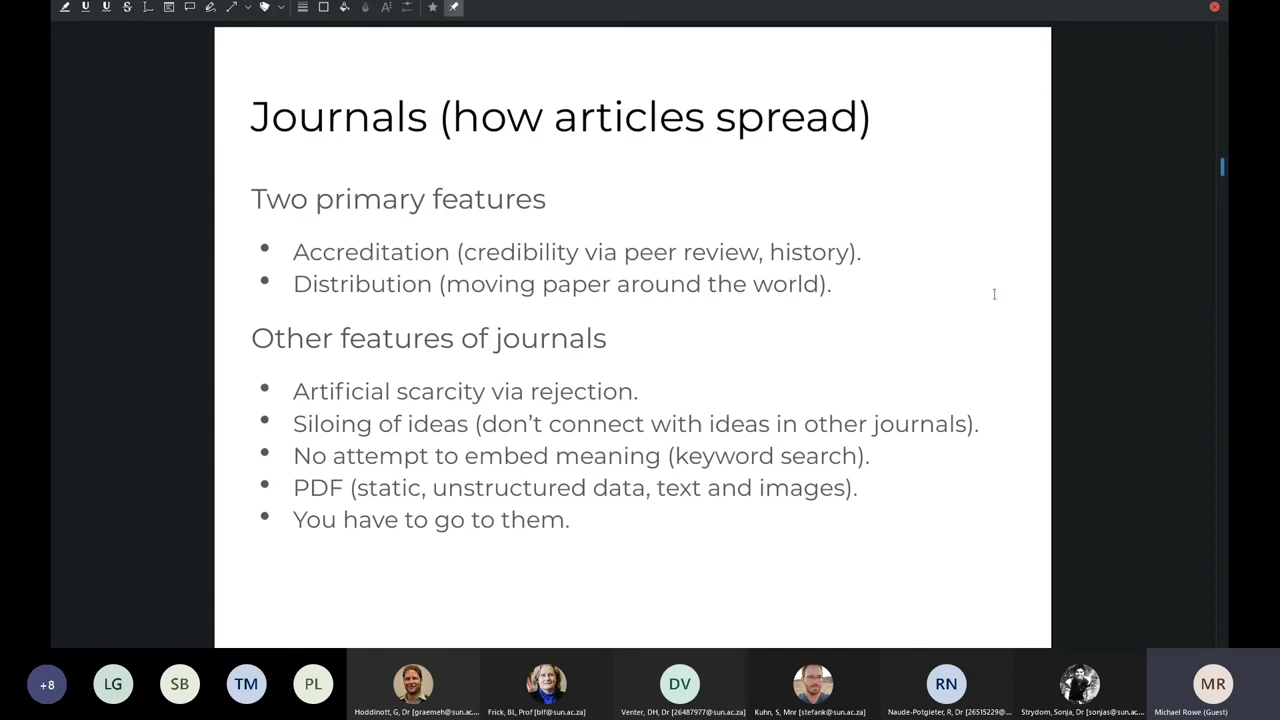 Journals (how articles spread)
Two primary features
• Accreditation (credibility via peer review, history).
• Distribution (moving paper around the world).
Other features of journals
• Artificial scarcity via rejection.
• Siloing of ideas (don’t connect with ideas in other journals).
• No attempt to embed meaning (keyword search).
• PDF (static, unstructured data, text and images).
• You have to go to them.
+8
LG
SB
TM
PL
DV
RN
MR
Hoddinott, G, Dr [graemeh@sun.ac...
Frick, BL, Prof [blf@sun.ac.za]
Venter, DH, Dr [26487977@sun.ac.za]
Kuhn, S, Mnr [stefank@sun.ac.za]
Naude-Potgieter, R, Dr [26515229@...
Strydom, Sonja, Dr [sonjas@sun.ac....
Michael Rowe (Guest)